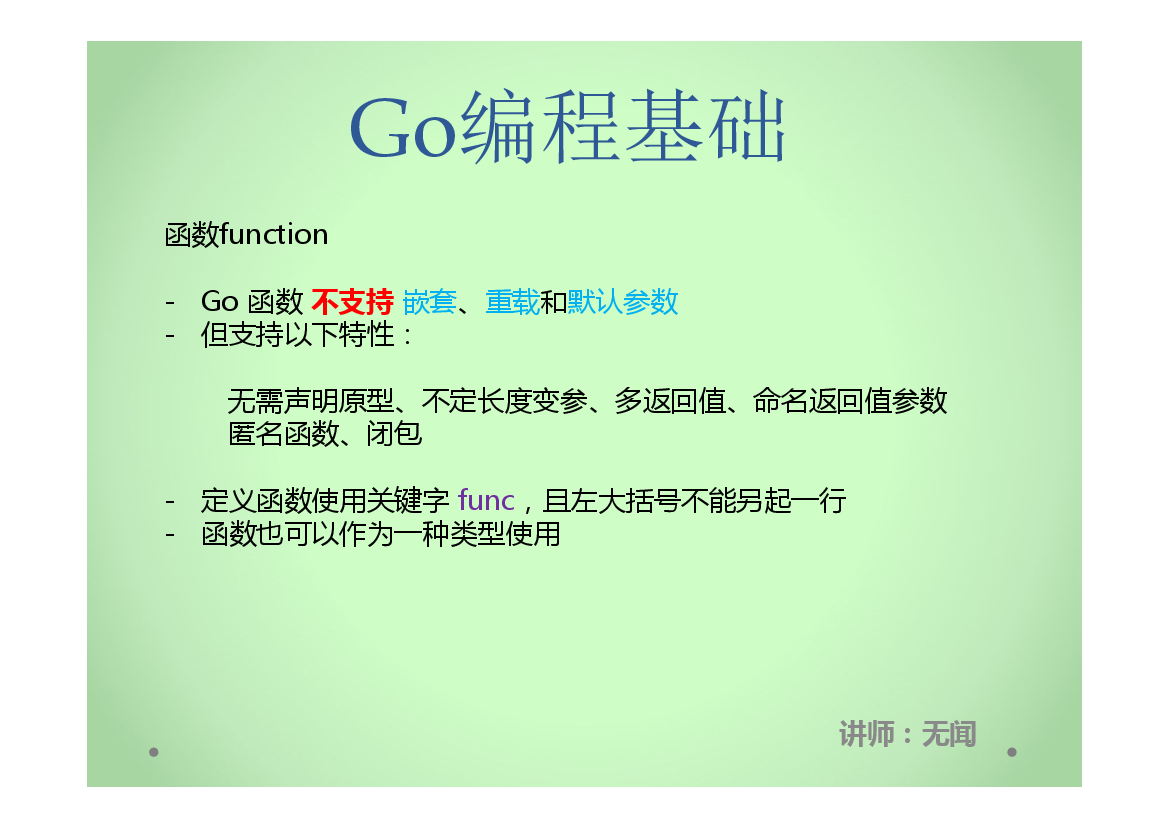 Go编程基础
函数function
- Go 函数 不支持 嵌套、重载和默认参数
- 但支持以下特性：
无需声明原型、不定长度变参、多返回值、命名返回值参数
匿名函数、闭包
- 定义函数使用关键字 func，且左大括号不能另起一行
- 函数也可以作为一种类型使用
讲师：无闻